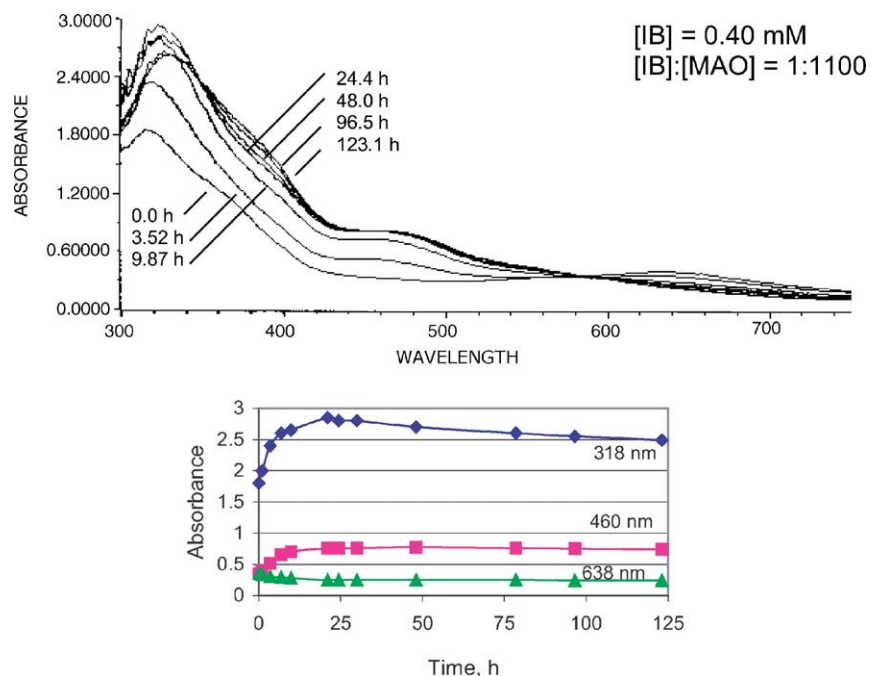 [IB] = 0.40 mM
[IB]:[MAO] = 1:1100
3.0000
2.4000
1.8000
1.2000
0.60000
0.0000
ABSORBANCE
24.4 h
48.0 h
96.5 h
123.1 h
0.0 h
3.52 h
9.87 h
300
400
500
600
700
WAVELENGTH
3
2.5
2
1.5
1
0.5
0
Absorbance
318 nm
460 nm
638 nm
0
25
50
75
100
125
Time, h